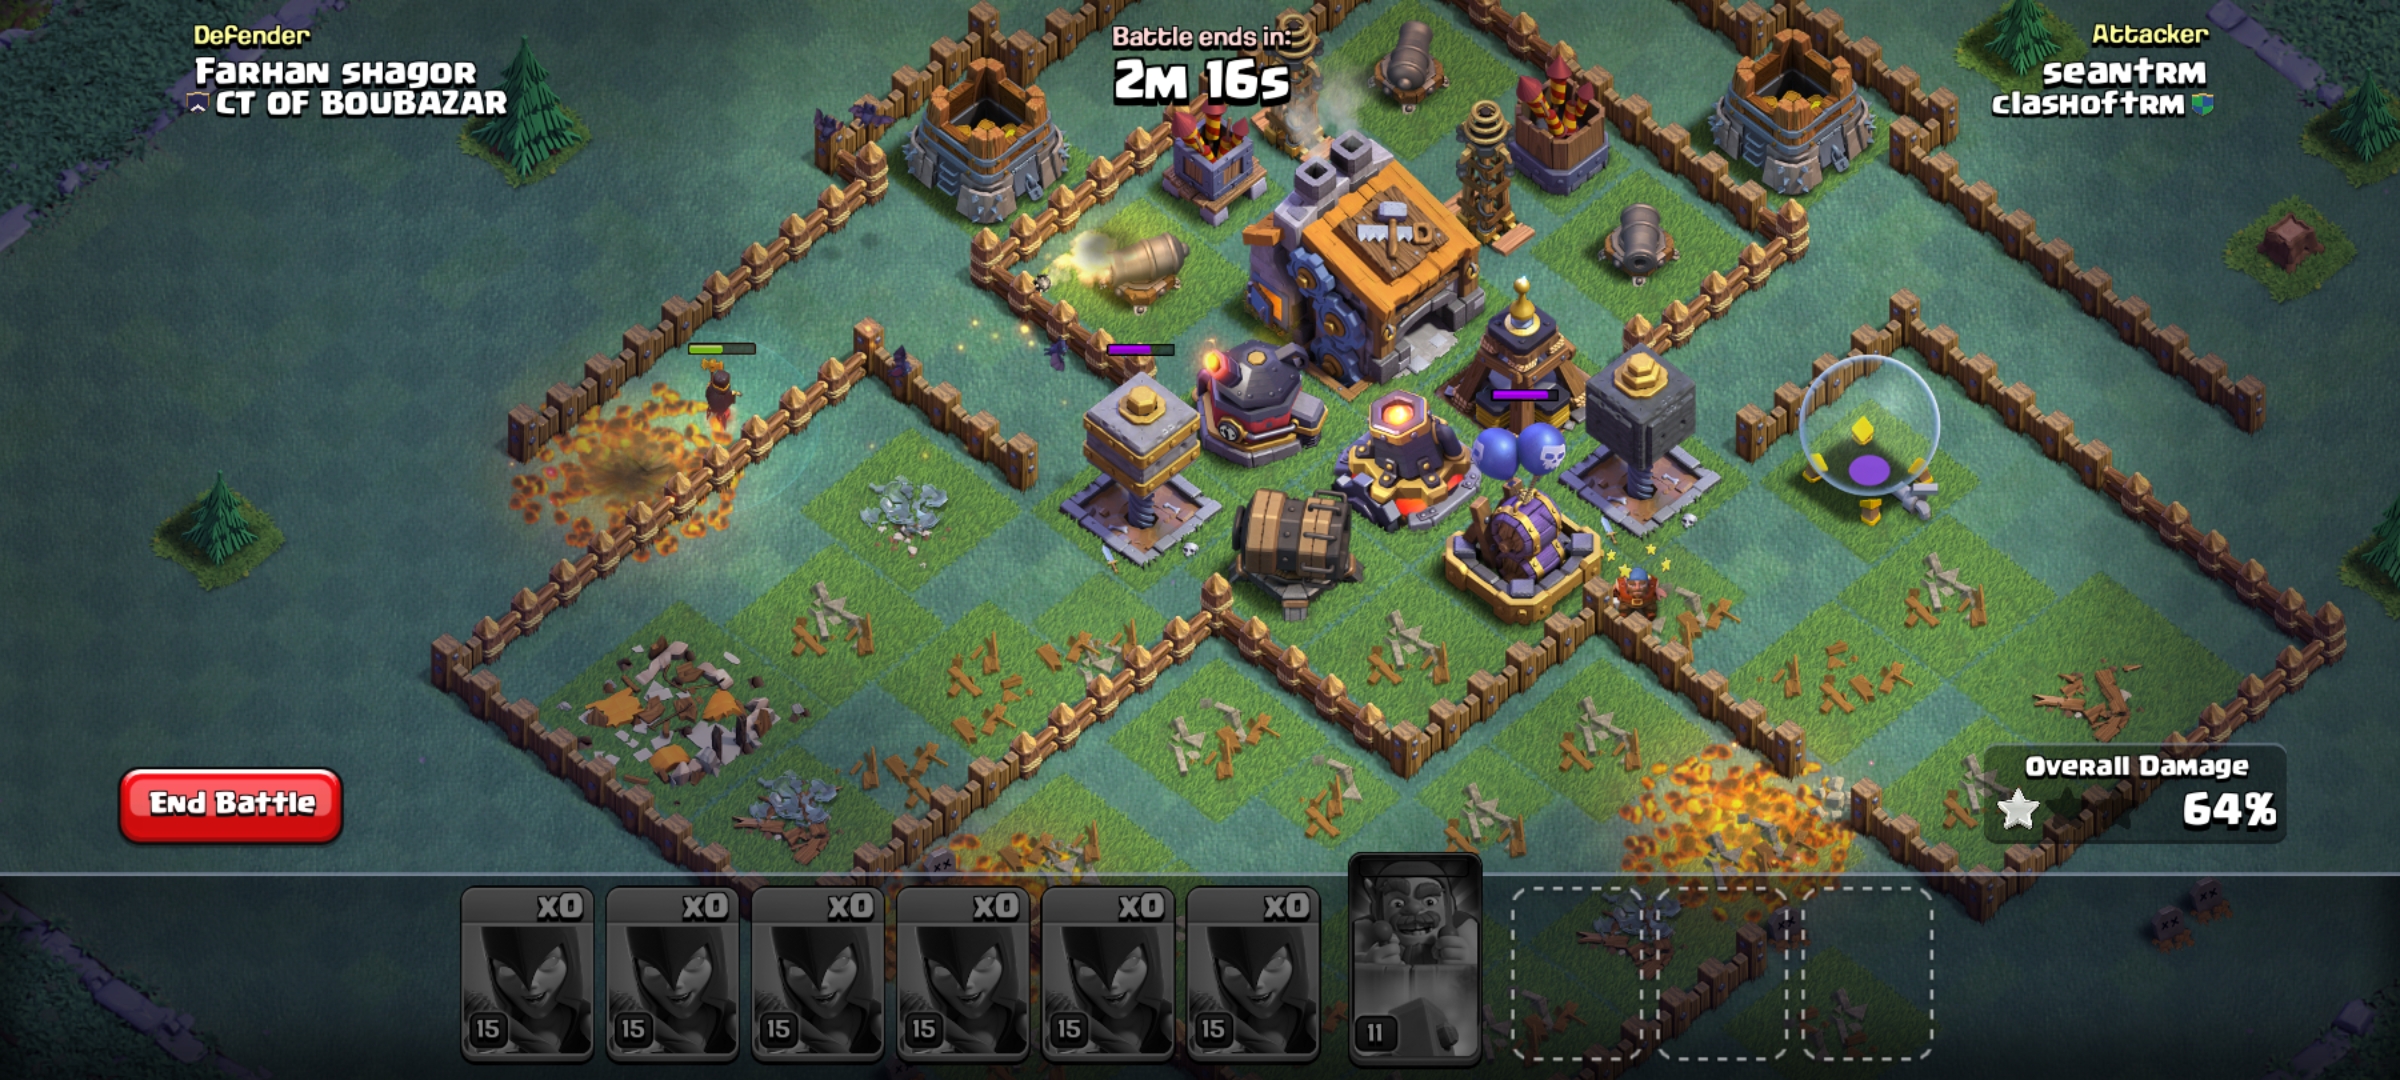 Defender
Farhan shagor
CT OF BOUBAZAR
Battle ends in:
2m 16s
Attacker
seantrm
clashoftrm
End Battle
Overall Damage
64%
x0
x0
x0
x0
x0
x0
15
15
15
15
15
15
11